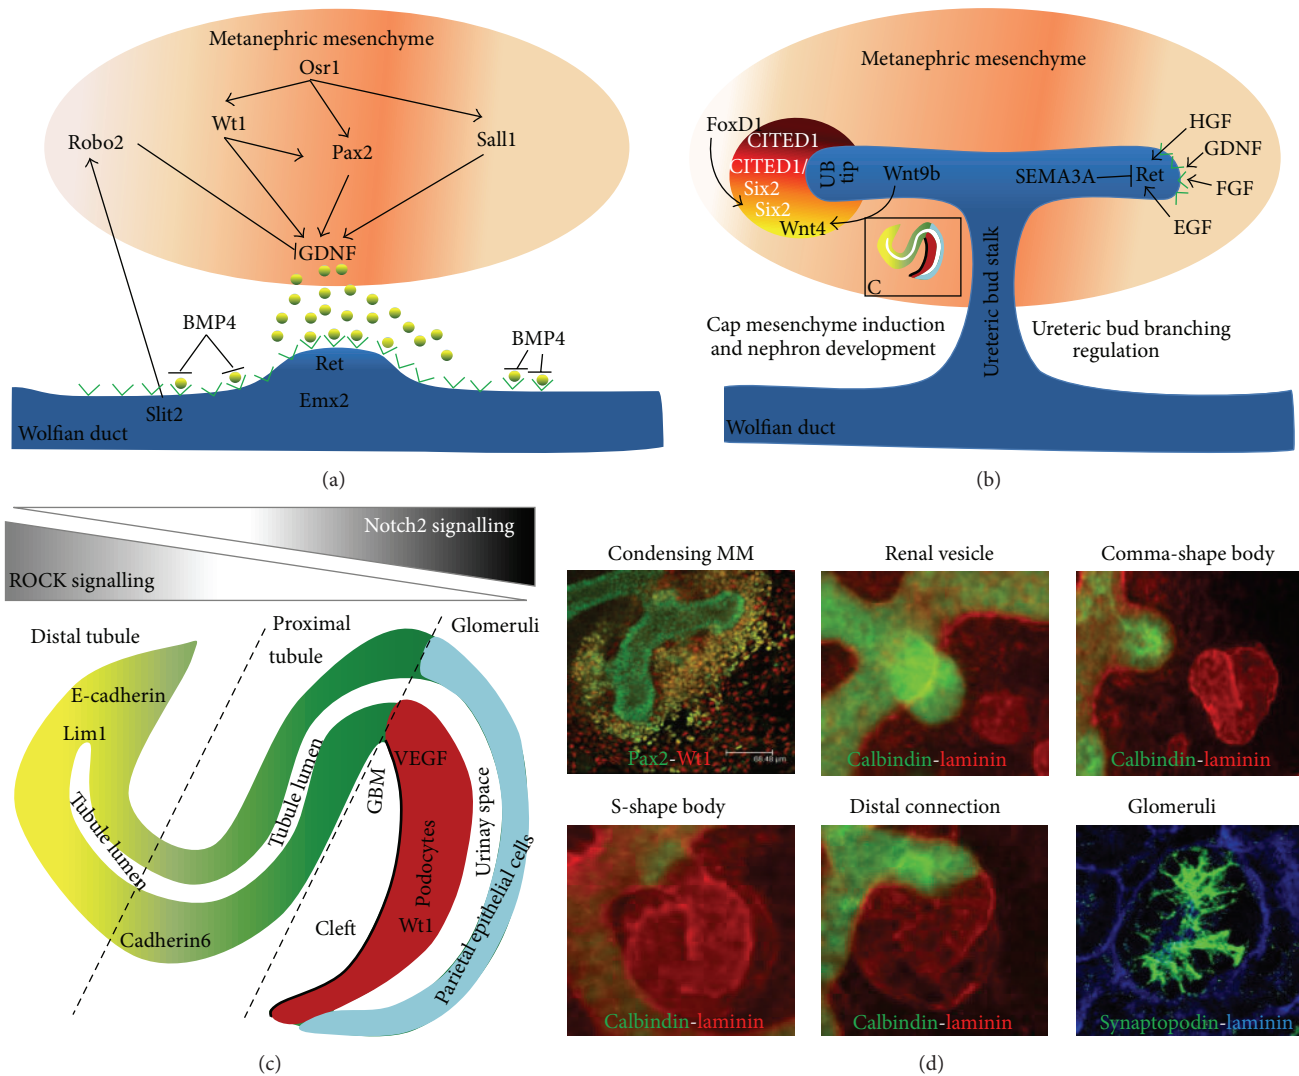 Metanephric mesenchyme
Osr1
Wt1
Robo2
Pax2
Sall1
GDNF
BMP4
BMP4
Ret
Emx2
Slit2
Wolfian duct
(a)
Metanephric mesenchyme
FoxD1
CITED1
CITED1/
Six2
Six2
Wnt4
UB
tip
Wnt9b
SEMA3A
Ret
HGF
GDNF
FGF
EGF
C
Ureteric bud stalk
Cap mesenchyme induction
and nephron development
Ureteric bud branching
regulation
Wolfian duct
(b)
Notch2 signalling
ROCK signalling
Distal tubule
Proximal
tubule
Glomeruli
E-cadherin
Lim1
Tubule lumen
Tubule lumen
Cadherin6
GBM
VEGF
Podocytes
Wt1
Cleft
Urinay space
Parietal epithelial cells
(c)
Condensing MM
Pax2-Wt1
68.48 µm
Renal vesicle
Calbindin-laminin
Comma-shape body
Calbindin-laminin
S-shape body
Calbindin-laminin
Distal connection
Calbindin-laminin
Glomeruli
Synaptopodin-laminin
(d)